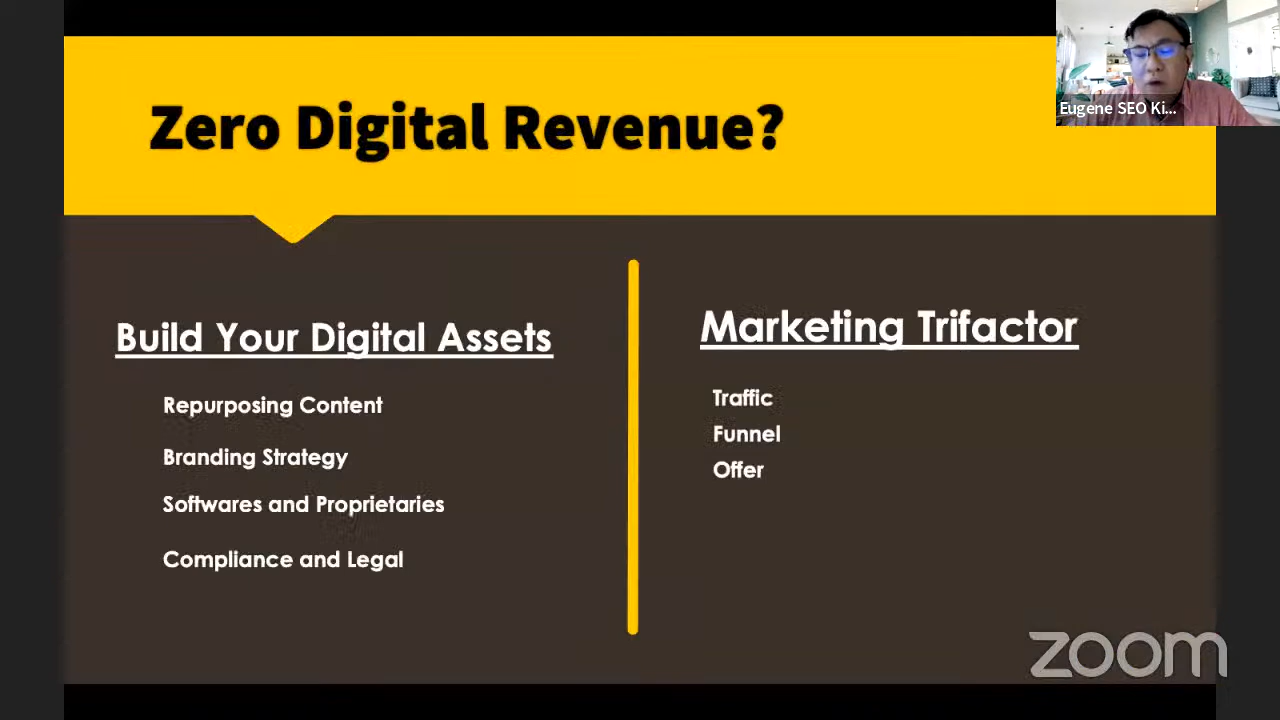 Zero Digital Revenue?
Eugene SEO Ki...
Build Your Digital Assets
Repurposing Content
Branding Strategy
Softwares and Proprietaries
Compliance and Legal
Marketing Trifactor
Traffic
Funnel
Offer
zoom